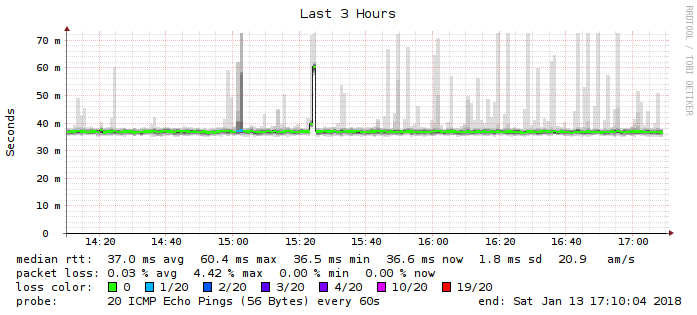 Last 3 Hours
RRDTOOL / TOBI OETIKER
Seconds
70 m
60 m
50 m
40 m
30 m
20 m
10 m
0
14:20 14:40 15:00 15:20 15:40 16:00 16:20 16:40 17:00
median rtt: 37.0 ms avg 60.4 ms max 36.5 ms min 36.6 ms now 1.8 ms sd 20.9 am/s
packet loss: 0.03 % avg 4.42 % max 0.00 % min 0.00 % now
loss color: 0 1/20 2/20 3/20 4/20 10/20 19/20
probe: 20 ICMP Echo Pings (56 Bytes) every 60s end: Sat Jan 13 17:10:04 2018